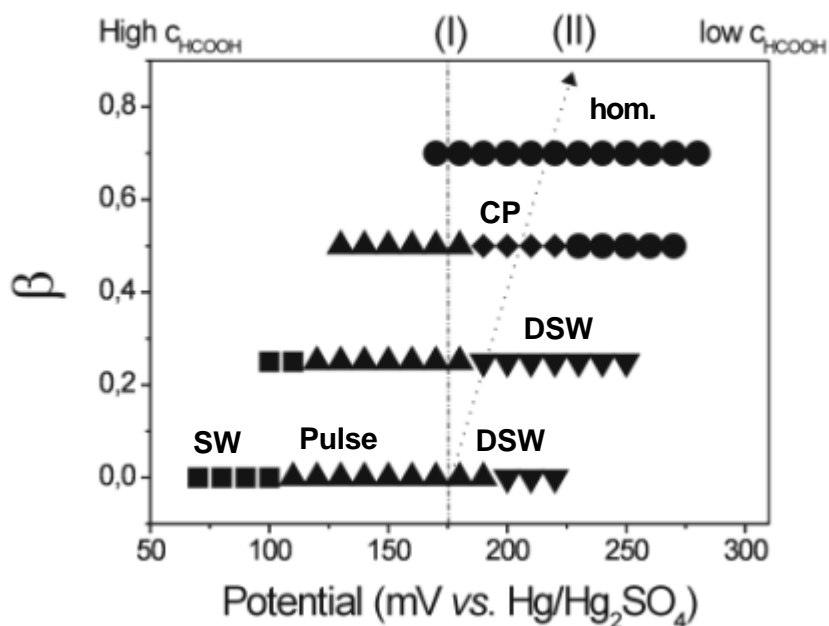 High c_HCOOH (I) (II) low c_HCOOH
0,8
hom.
0,6
CP
β
0,4
DSW
0,2
SW Pulse DSW
0,0
50 100 150 200 250 300
Potential (mV vs. Hg/Hg₂SO₄)